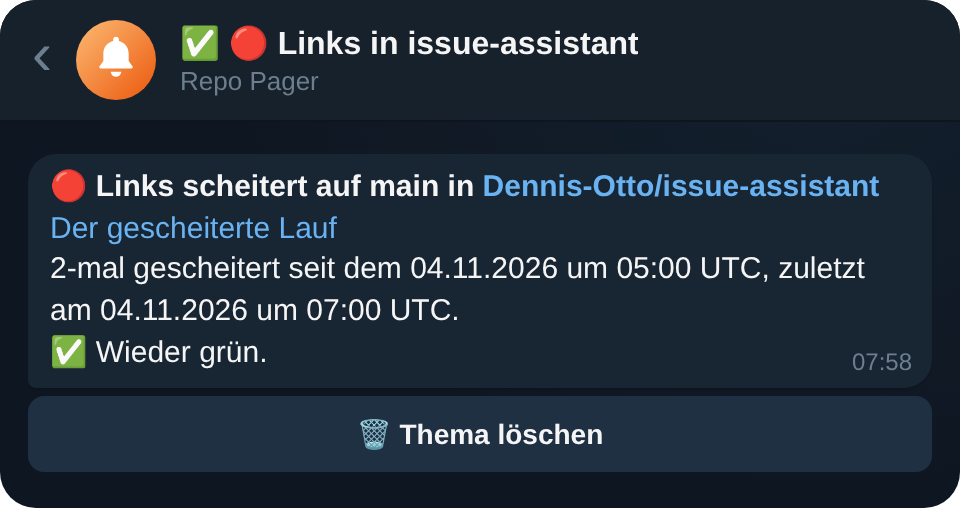 ✅ 🔴 Links in issue-assistant
Repo Pager
🔴 Links scheitert auf main in Dennis-Otto/issue-assistant
Der gescheiterte Lauf
2-mal gescheitert seit dem 04.11.2026 um 05:00 UTC, zuletzt
am 04.11.2026 um 07:00 UTC.
✅ Wieder grün.
07:58
🗑️ Thema löschen